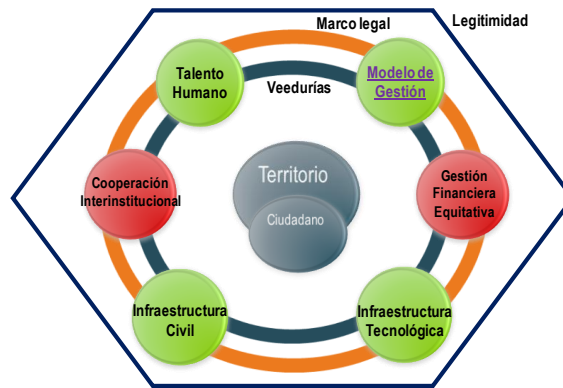 Marco legal
Legitimidad
Talento
Humano
Veedurías
Modelo de
Gestión
Cooperación
Interinstitucional
Territorio
Ciudadano
Gestión
Financiera
Equitativa
Infraestructura
Civil
Infraestructura
Tecnológica